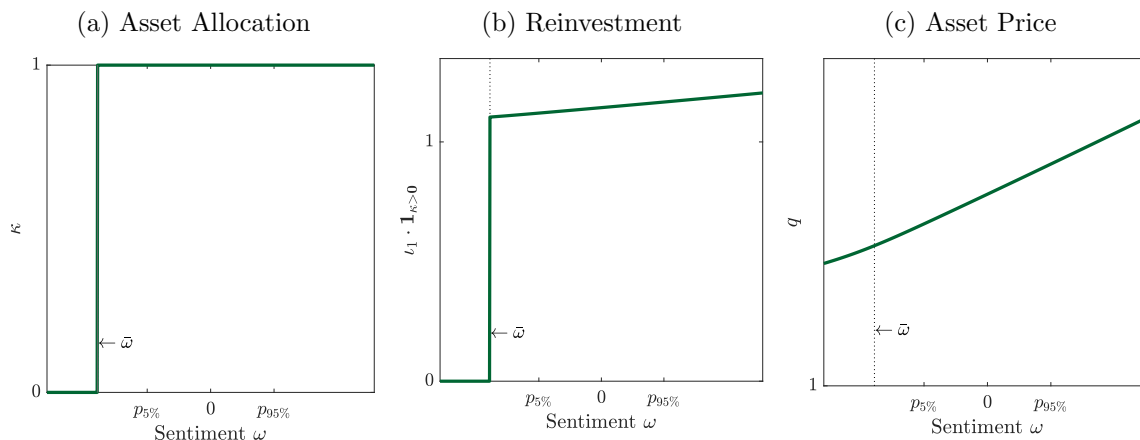 (a) Asset Allocation
1
κ
← ω̄
0
p5% 0 p95%
Sentiment ω
(b) Reinvestment
1
ι1 · 1κ>0
← ω̄
0
p5% 0 p95%
Sentiment ω
(c) Asset Price
q
← ω̄
1
p5% 0 p95%
Sentiment ω